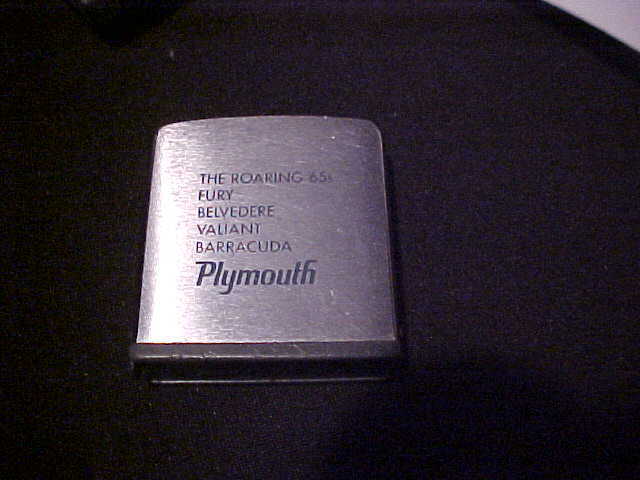 THE ROARING 65s
FURY
BELVEDERE
VALIANT
BARRACUDA
Plymouth